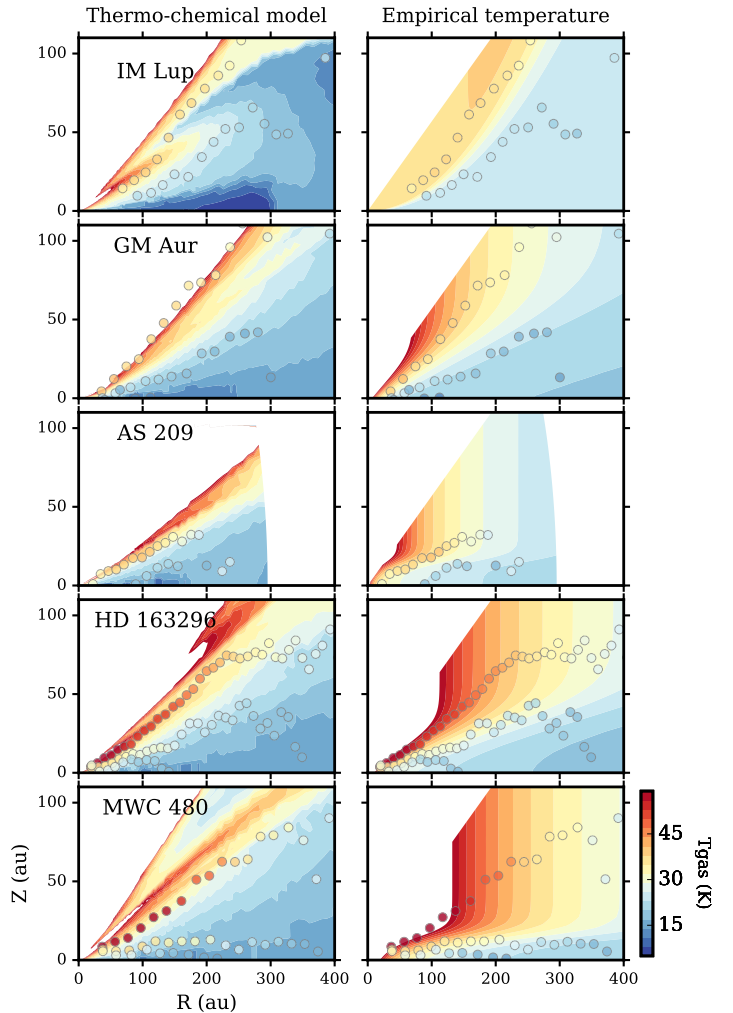 Thermo-chemical model Empirical temperature
100
IM Lup
50
0
100
GM Aur
50
0
100
AS 209
50
0
100
HD 163296
50
0
100
MWC 480
50
0
Z (au)
0 100 200 300 400 0 100 200 300 400
R (au)
45
30
15
Tgas (K)